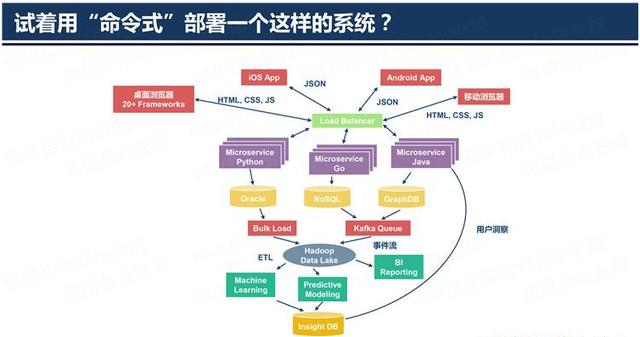 试着用“命令式”部署一个这样的系统？
iOS App
Android App
JSON
JSON
桌面浏览器
20+ Frameworks
移动浏览器
HTML, CSS, JS
HTML, CSS, JS
Load Balancer
Microservice
Python
Microservice
Go
Microservice
Java
Oracle
NoSQL
GraphDB
Bulk Load
Kafka Queue
用户洞察
事件流
Hadoop
Data Lake
ETL
BI
Reporting
Machine
Learning
Predictive
Modeling
Insight DB